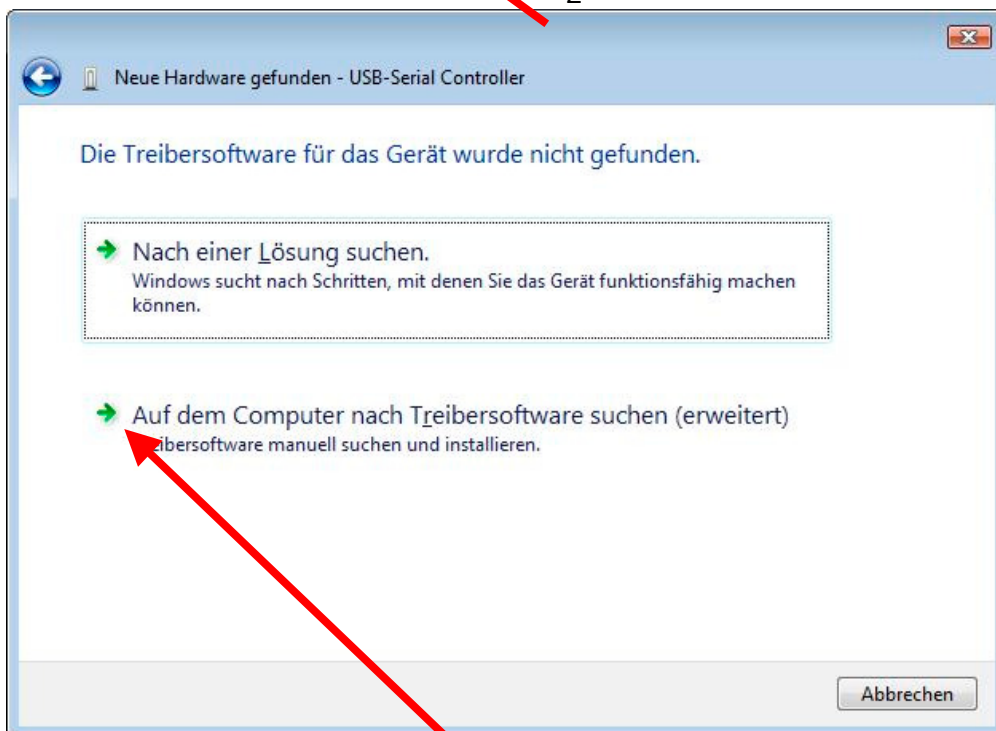 2
Neue Hardware gefunden - USB-Serial Controller
Die Treibersoftware für das Gerät wurde nicht gefunden.
Nach einer Lösung suchen.
Windows sucht nach Schritten, mit denen Sie das Gerät funktionsfähig machen
können.
Auf dem Computer nach Treibersoftware suchen (erweitert)
Treibersoftware manuell suchen und installieren.
Abbrechen